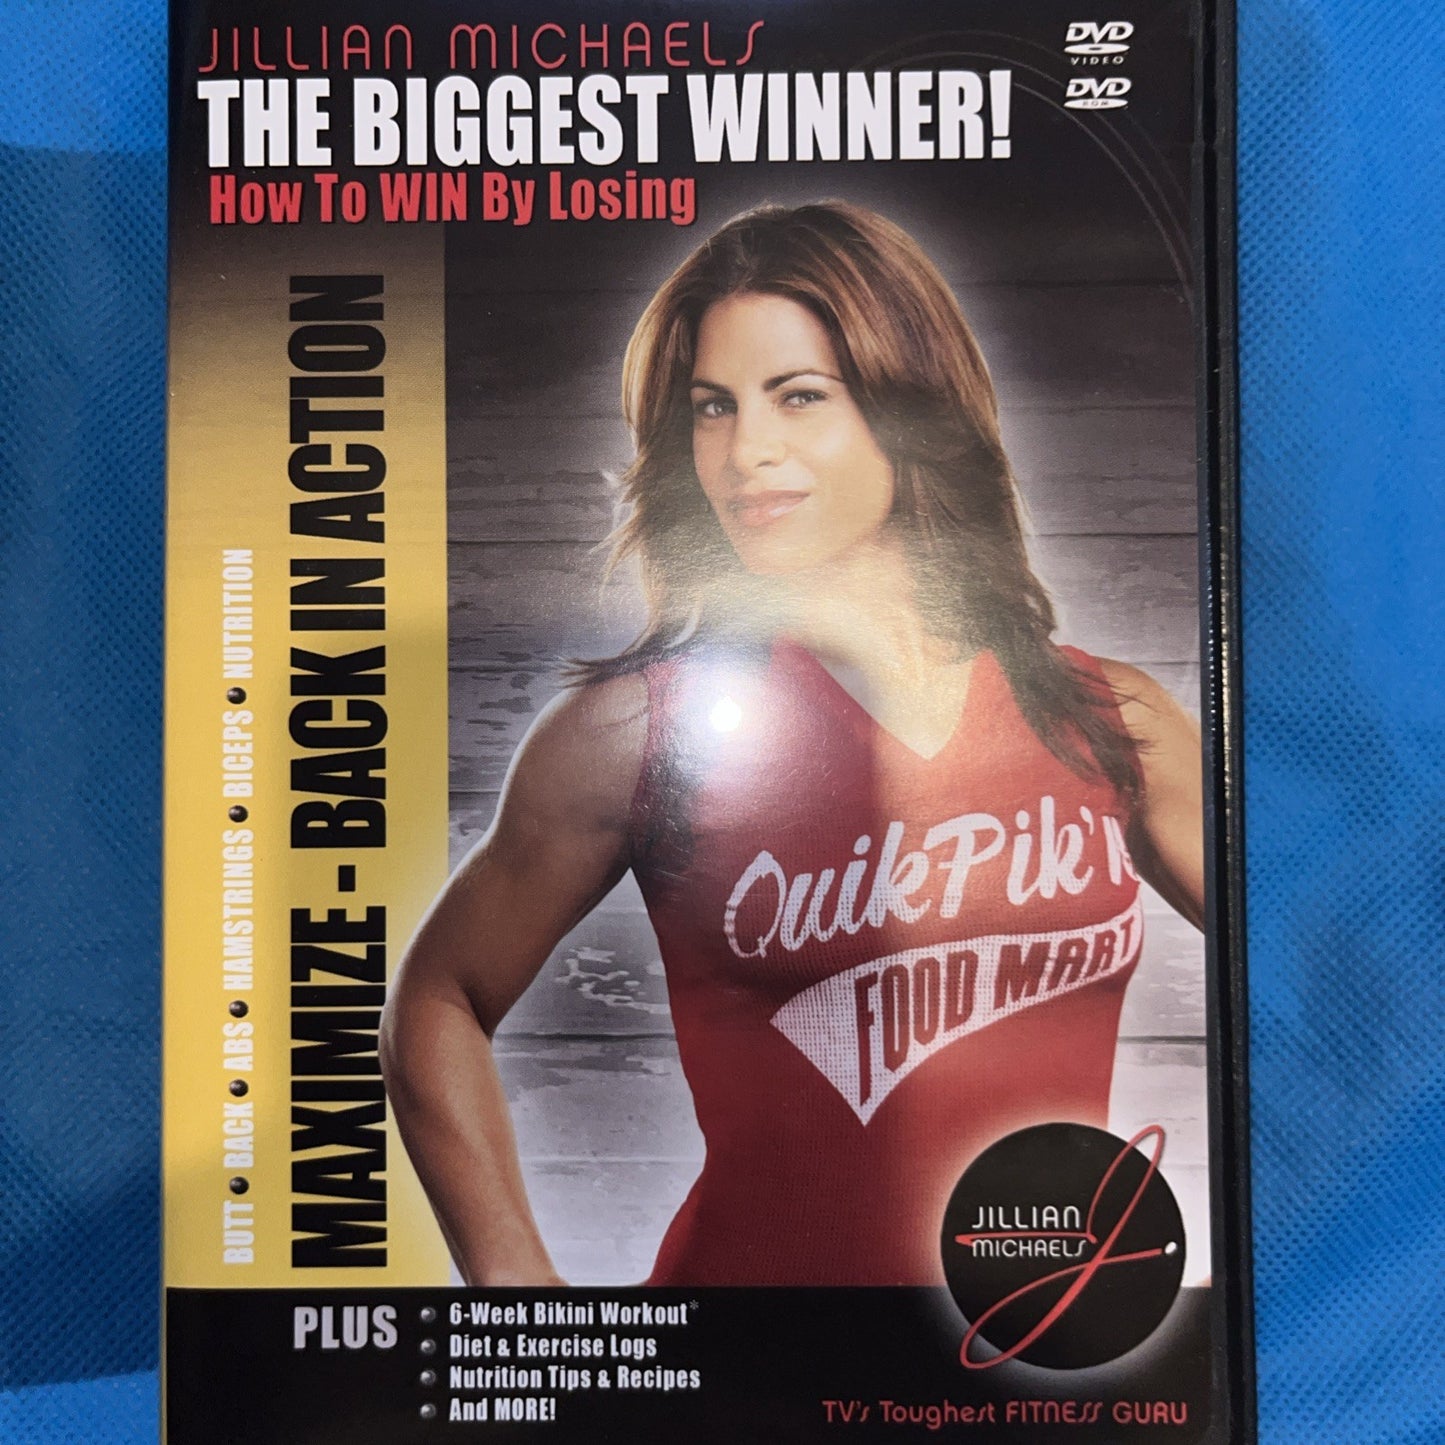 JILLIAN MICHAELS
THE BIGGEST WINNER!
How To WIN By Losing
DVD
VIDEO
DVD
ROM
MAXIMIZE - BACK IN ACTION
BUTT • BACK • ABS • HAMSTRINGS • BICEPS • NUTRITION
QuikPik'N
FOOD MART
JILLIAN
MICHAELS
J.
PLUS
• 6-Week Bikini Workout*
• Diet & Exercise Logs
• Nutrition Tips & Recipes
• And MORE!
TV's Toughest FITNESS GURU